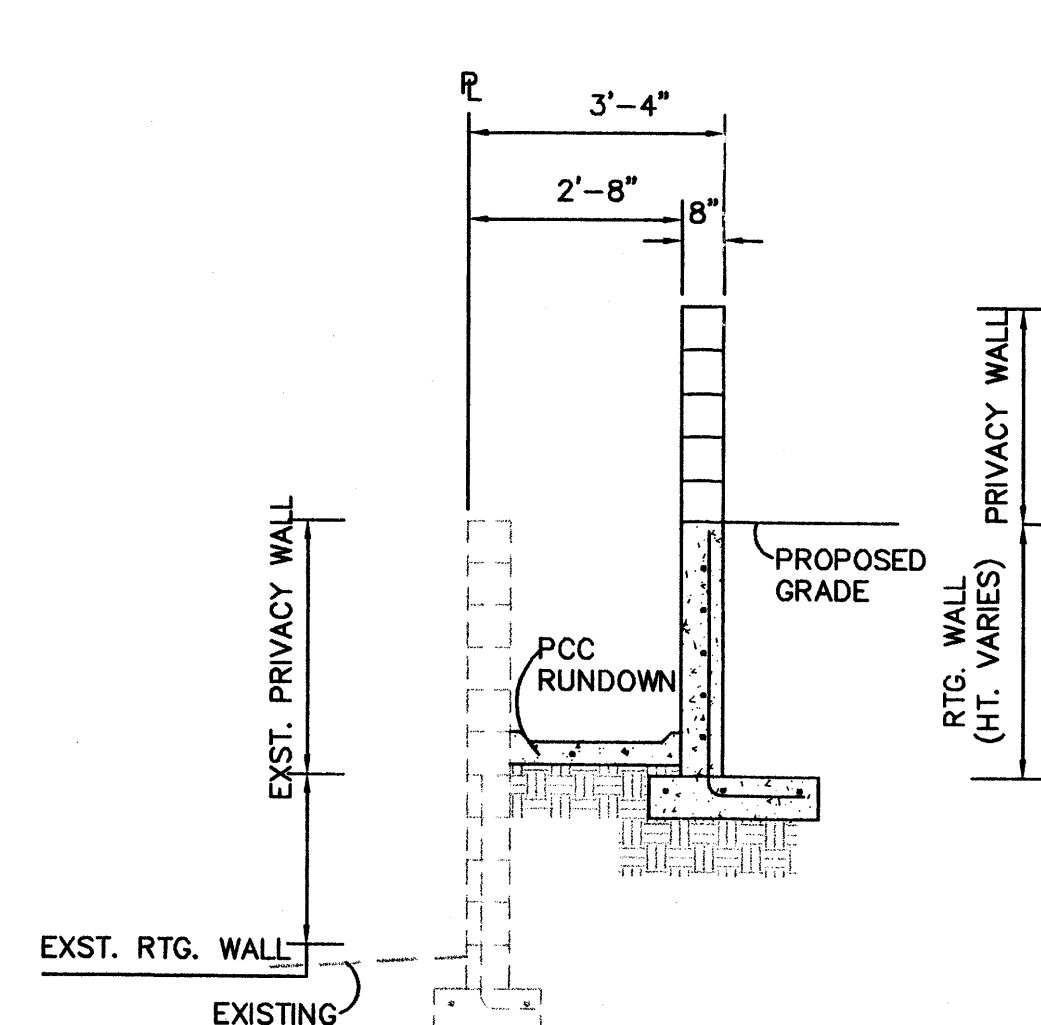 PL
3'-4"
2'-8"
8"
PRIVACY WALL
EXST. PRIVACY WALL
PROPOSED
GRADE
RTG. WALL
(HT. VARIES)
PCC
RUNDOWN
EXST. RTG. WALL
EXISTING